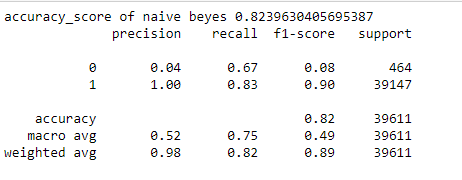 accuracy_score of naive beyes 0.8239630405695387
precision recall f1-score support
0 0.04 0.67 0.08 464
1 1.00 0.83 0.90 39147
accuracy 0.82 39611
macro avg 0.52 0.75 0.49 39611
weighted avg 0.98 0.82 0.89 39611